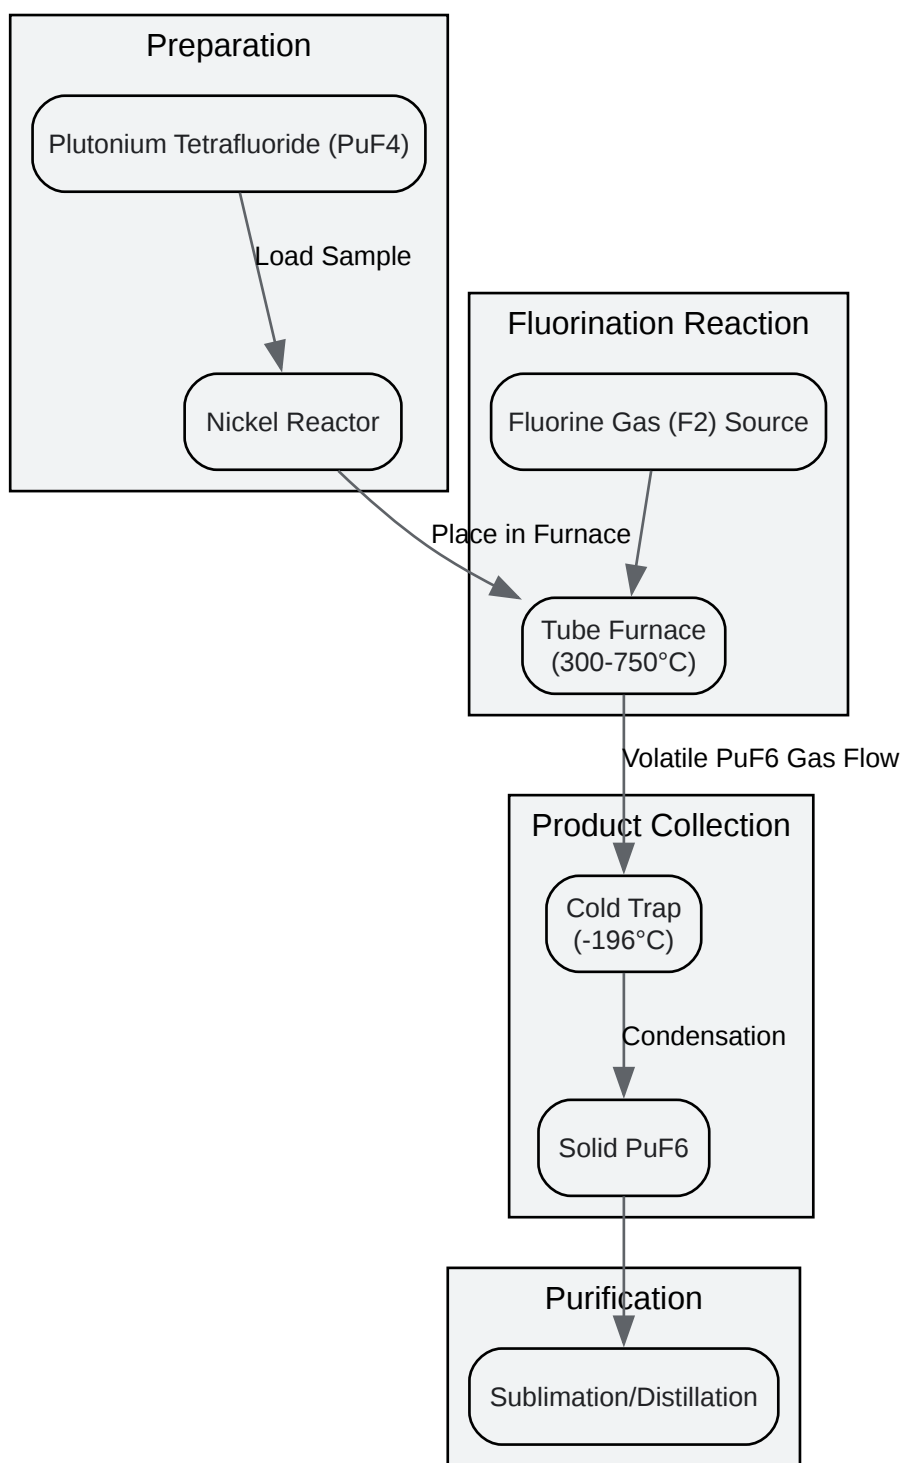 Preparation
Plutonium Tetrafluoride (PuF4)
Load Sample
Nickel Reactor
Fluorination Reaction
Fluorine Gas (F2) Source
Place in Furnace
Tube Furnace
(300-750°C)
Volatile PuF6 Gas Flow
Product Collection
Cold Trap
(-196°C)
Condensation
Solid PuF6
Purification
Sublimation/Distillation